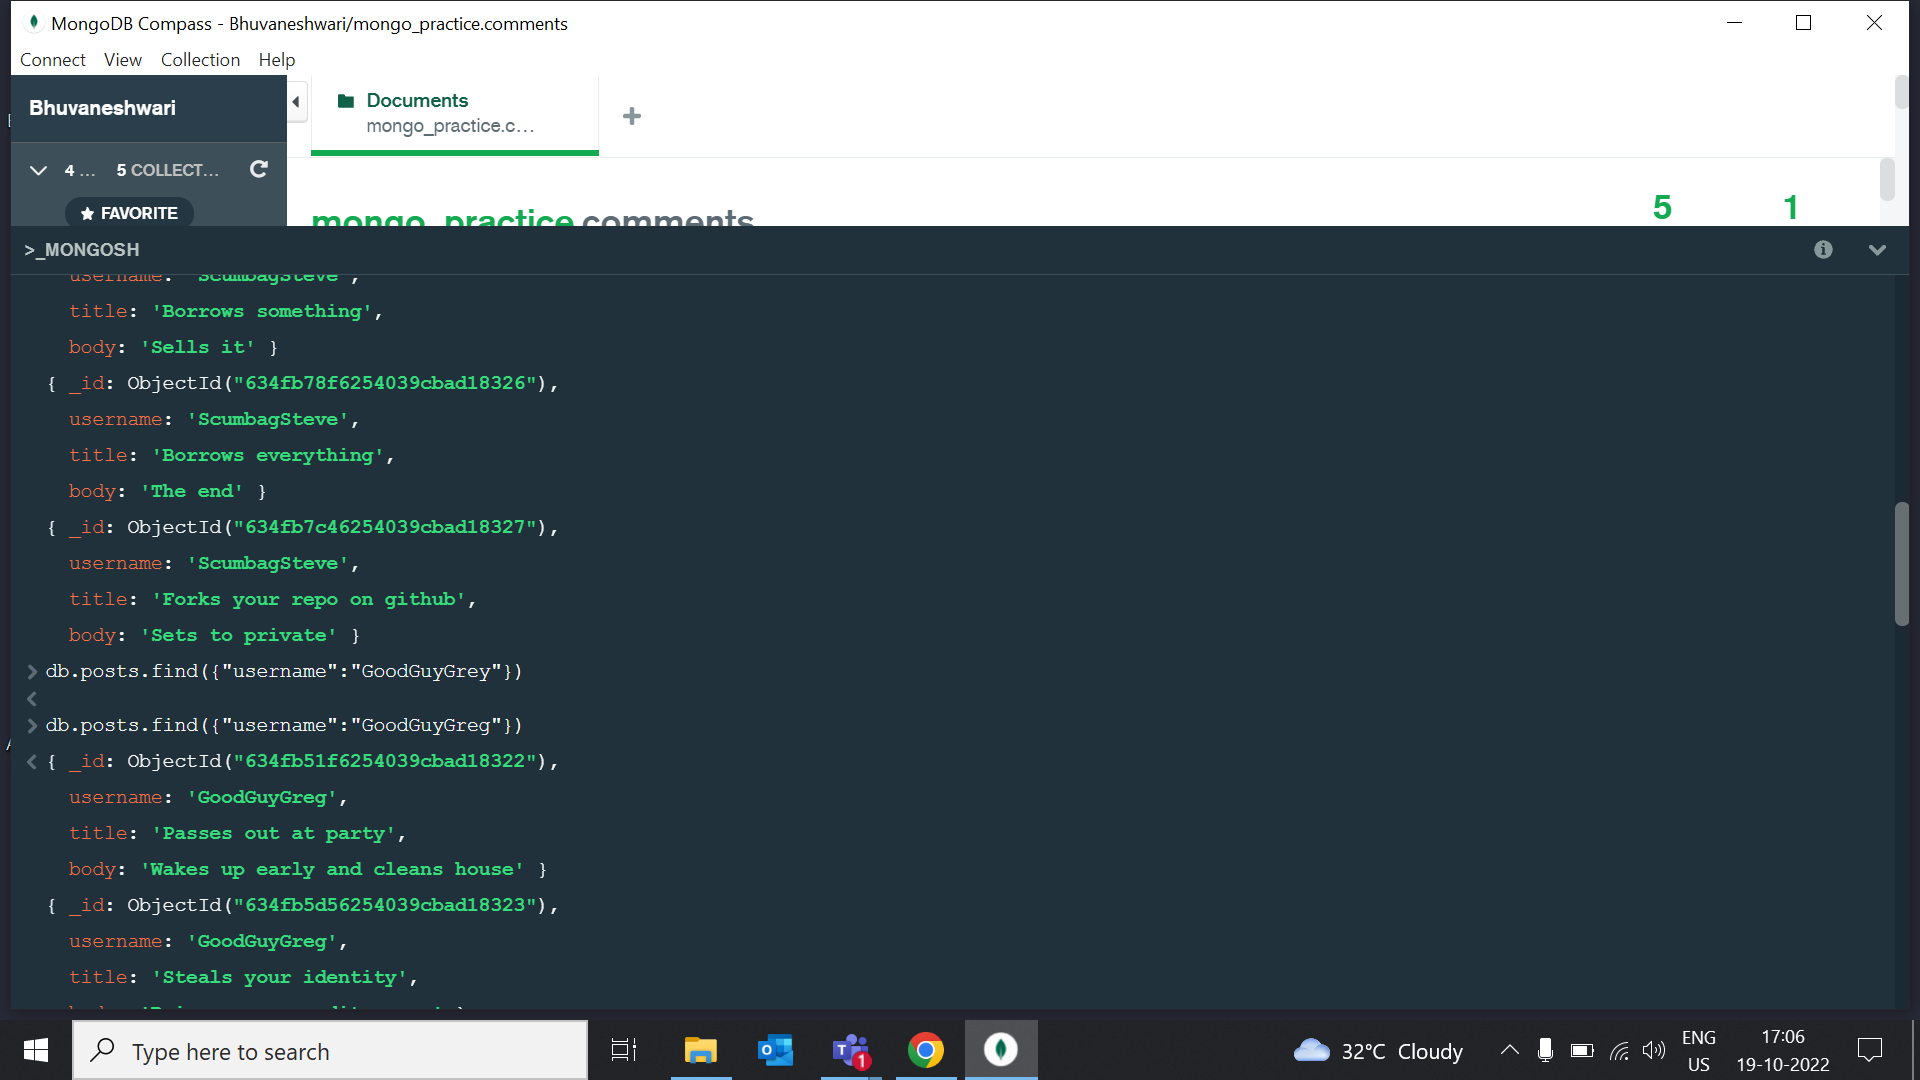 MongoDB Compass - Bhuvaneshwari/mongo_practice.comments
Connect View Collection Help
Bhuvaneshwari
Documents
mongo_practice.c...
4 ... 5 COLLECT...
FAVORITE
mongo_practice.comments
5 1
>_MONGOSH
username: 'ScumbagSteve',
title: 'Borrows something',
body: 'Sells it' }
{ _id: ObjectId("634fb78f6254039cbad18326"),
username: 'ScumbagSteve',
title: 'Borrows everything',
body: 'The end' }
{ _id: ObjectId("634fb7c46254039cbad18327"),
username: 'ScumbagSteve',
title: 'Forks your repo on github',
body: 'Sets to private' }
> db.posts.find({"username":"GoodGuyGrey"})
<
> db.posts.find({"username":"GoodGuyGreg"})
< { _id: ObjectId("634fb51f6254039cbad18322"),
username: 'GoodGuyGreg',
title: 'Passes out at party',
body: 'Wakes up early and cleans house' }
{ _id: ObjectId("634fb5d56254039cbad18323"),
username: 'GoodGuyGreg',
title: 'Steals your identity',
Type here to search
T 1
32°C Cloudy
ENG
US
17:06
19-10-2022